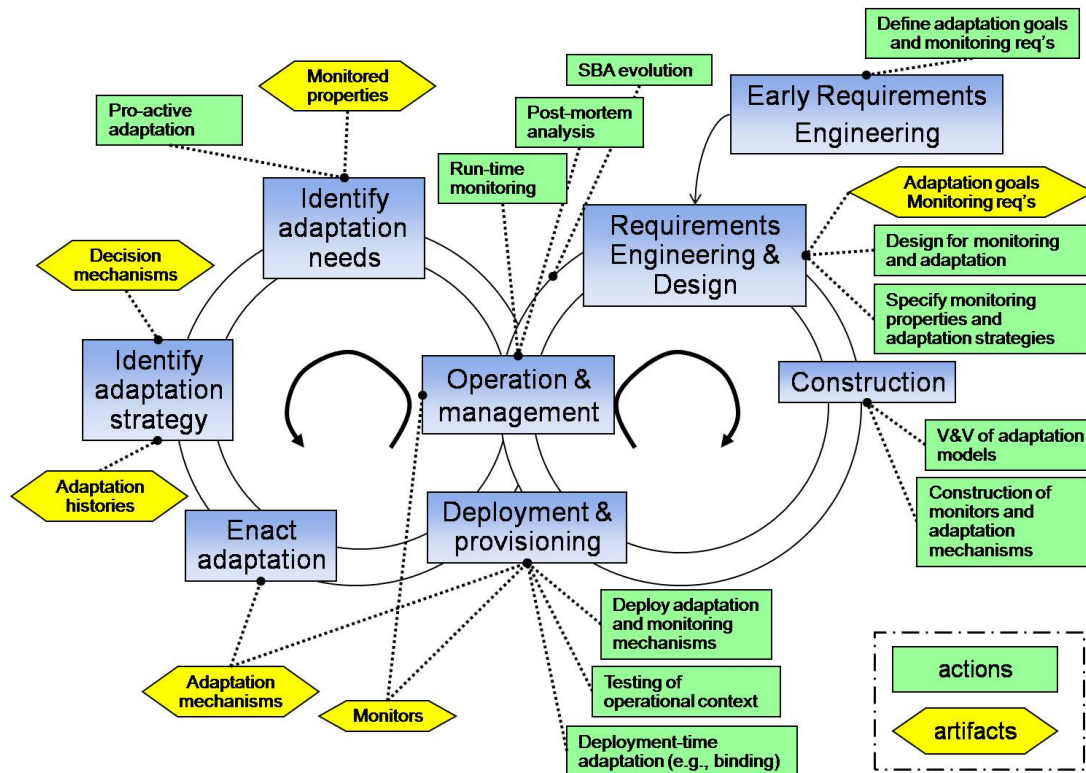 Define adaptation goals
and monitoring req's
Early Requirements
Engineering
SBA evolution
Monitored
properties
Post-mortem
analysis
Pro-active
adaptation
Run-time
monitoring
Adaptation goals
Monitoring req's
Identify
adaptation
needs
Requirements
Engineering &
Design
Design for monitoring
and adaptation
Decision
mechanisms
Specify monitoring
properties and
adaptation strategies
Identify
adaptation
strategy
Operation &
management
Construction
V&V of adaptation
models
Adaptation
histories
Construction of
monitors and
adaptation
mechanisms
Enact
adaptation
Deployment &
provisioning
Deploy adaptation
and monitoring
mechanisms
Adaptation
mechanisms
Monitors
Testing of
operational context
Deployment-time
adaptation (e.g., binding)
actions
artifacts